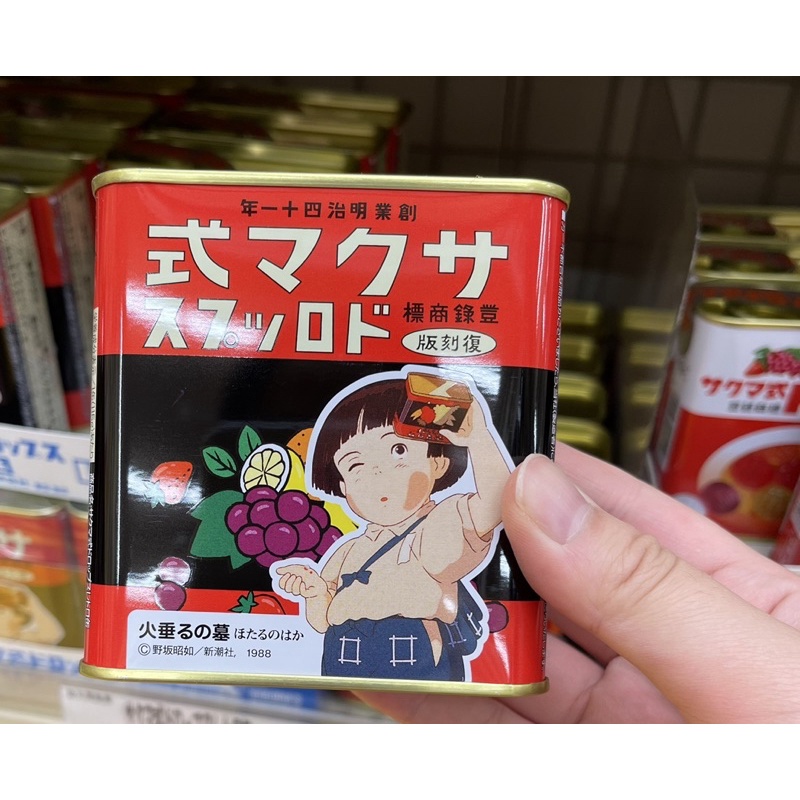 創業明治四十一年
サクマ式
登錄商標
ドロップス
復刻版
火垂るの墓 ほたるのはか
©野坂昭如／新潮社, 1988
サクマ式